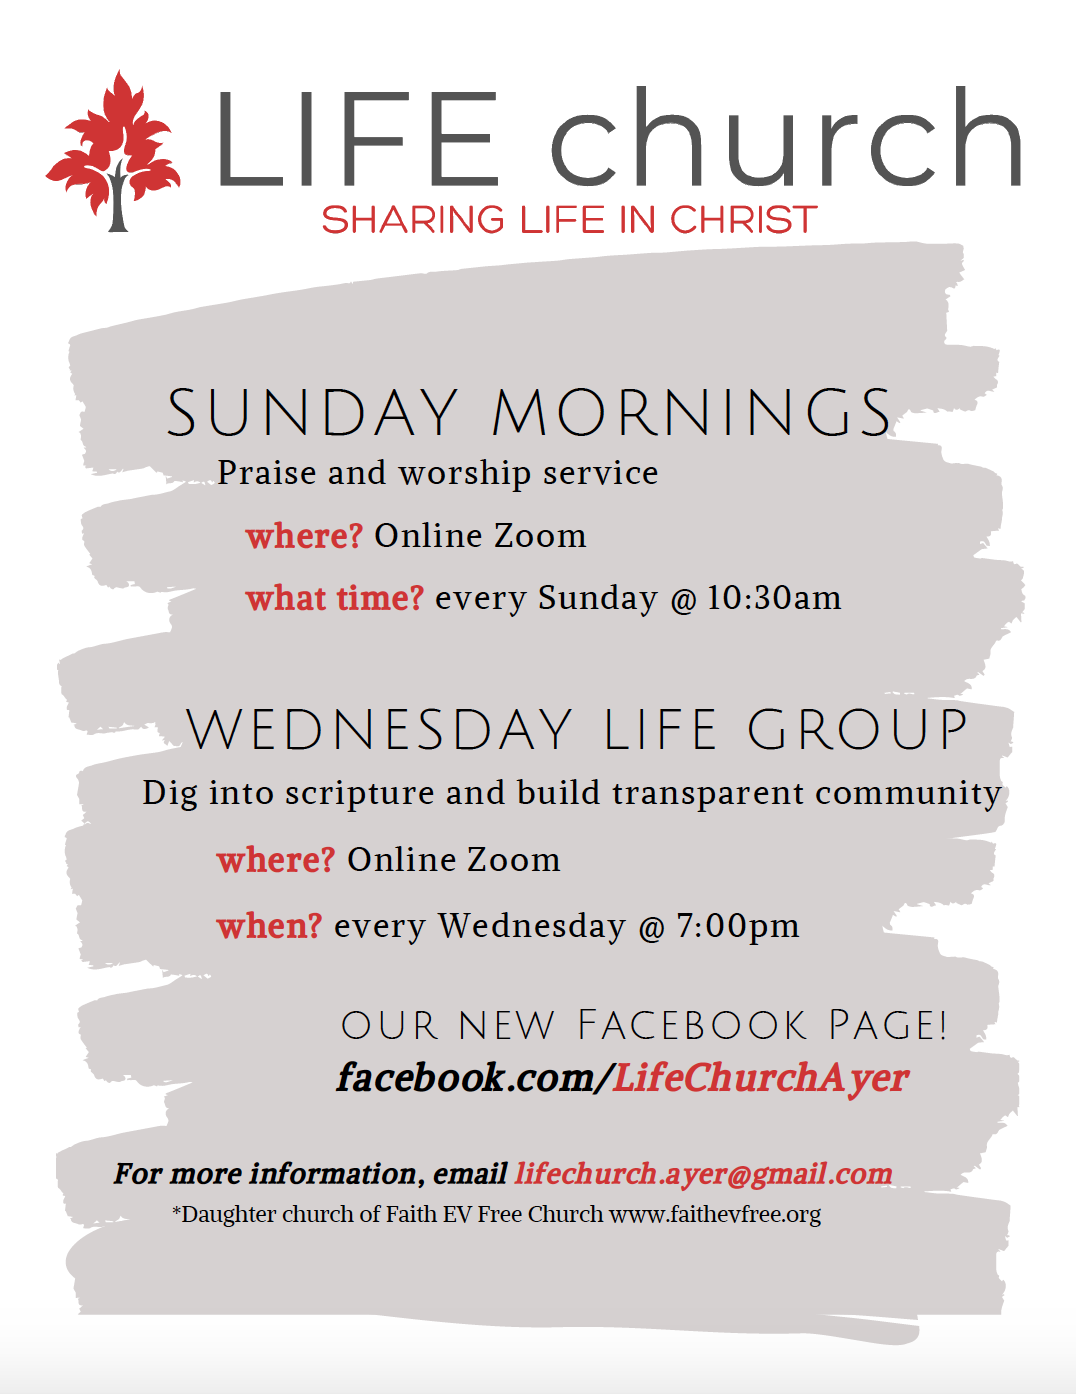 LIFE church
SHARING LIFE IN CHRIST
SUNDAY MORNINGS
Praise and worship service
where? Online Zoom
what time? every Sunday @ 10:30am
WEDNESDAY LIFE GROUP
Dig into scripture and build transparent community
where? Online Zoom
when? every Wednesday @ 7:00pm
OUR NEW FACEBOOK PAGE!
facebook.com/LifeChurchAyer
For more information, email lifechurch.ayer@gmail.com
*Daughter church of Faith EV Free Church www.faithevfree.org